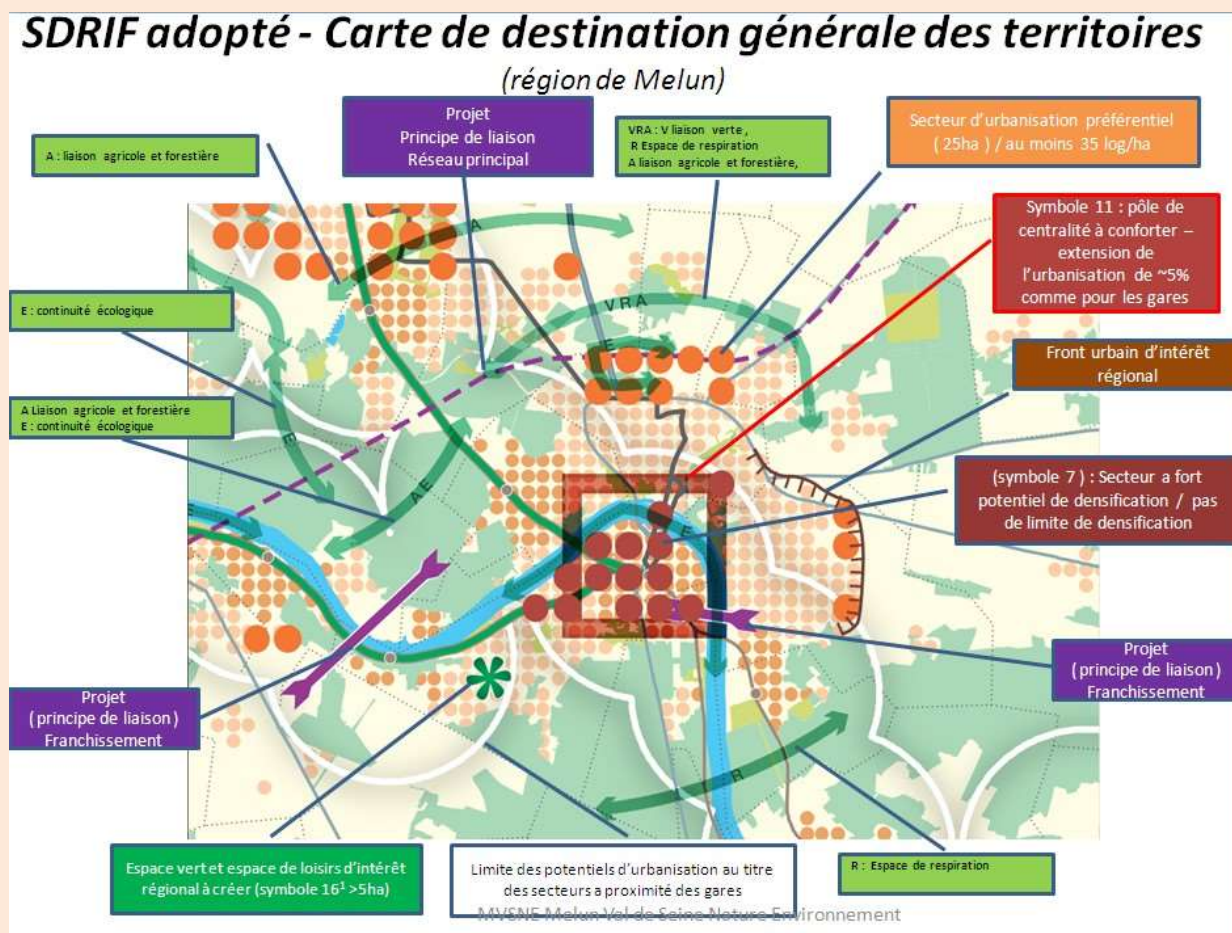 SDRIF adopté - Carte de destination générale des territoires
(région de Melun)
A : liaison agricole et forestière
Projet
Principe de liaison
Réseau principal
VRA : V liaison verte ,
R Espace de respiration
A liaison agricole et forestière,
Secteur d'urbanisation préférentiel
( 25ha ) / au moins 35 log/ha
Symbole 11 : pôle de
centralité à conforter –
extension de
l'urbanisation de ~5%
comme pour les gares
E : continuité écologique
Front urbain d'intérêt
régional
A Liaison agricole et forestière
E : continuité écologique
(symbole 7 ) : Secteur a fort
potentiel de densification / pas
de limite de densification
A
VRA
E
E
AE
E
E
R
Projet
( principe de liaison )
Franchissement
Projet
( principe de liaison )
Franchissement
Espace vert et espace de loisirs d'intérêt
régional à créer (symbole 16¹ >5ha)
Limite des potentiels d'urbanisation au titre
des secteurs a proximité des gares
R : Espace de respiration
MVSNE Melun Val de Seine Nature Environnement